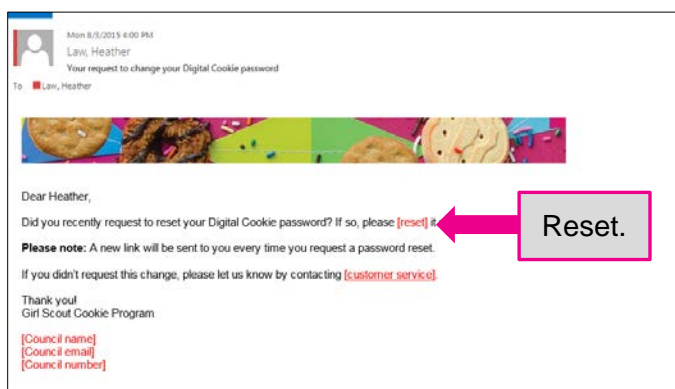 Mon 8/3/2015 4:00 PM
Law, Heather
Your request to change your Digital Cookie password
To Law, Heather
Dear Heather,
Did you recently request to reset your Digital Cookie password? If so, please [reset] it.
Reset.
Please note: A new link will be sent to you every time you request a password reset.
If you didn't request this change, please let us know by contacting [customer service].
Thank you!
Girl Scout Cookie Program
[Council name]
[Council email]
[Council number]